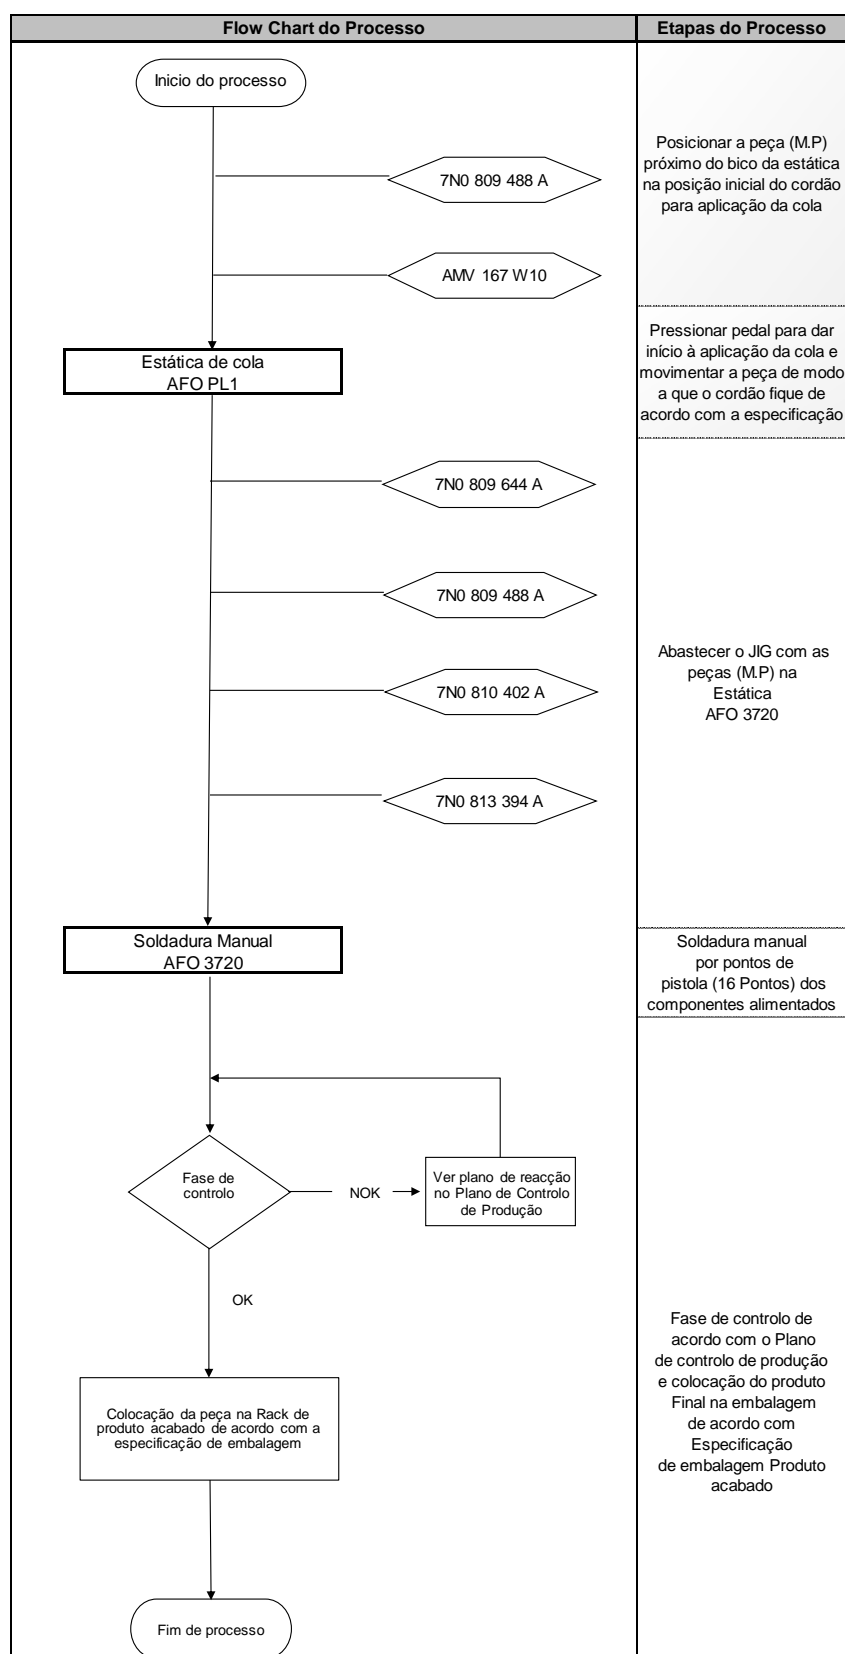 Flow Chart do Processo
Etapas do Processo
Inicio do processo
7N0 809 488 A
AMV 167 W10
Posicionar a peça (M.P)
próximo do bico da estática
na posição inicial do cordão
para aplicação da cola
Estática de cola
AFO PL1
Pressionar pedal para dar
início à aplicação da cola e
movimentar a peça de modo
a que o cordão fique de
acordo com a especificação
7N0 809 644 A
7N0 809 488 A
7N0 810 402 A
7N0 813 394 A
Abastecer o JIG com as
peças (M.P) na
Estática
AFO 3720
Soldadura Manual
AFO 3720
Soldadura manual
por pontos de
pistola (16 Pontos) dos
componentes alimentados
Fase de
controlo
NOK
Ver plano de reacção
no Plano de Controlo
de Produção
OK
Colocação da peça na Rack de
produto acabado de acordo com a
especificação de embalagem
Fim de processo
Fase de controlo de
acordo com o Plano
de controlo de produção
e colocação do produto
Final na embalagem
de acordo com
Especificação
de embalagem Produto
acabado